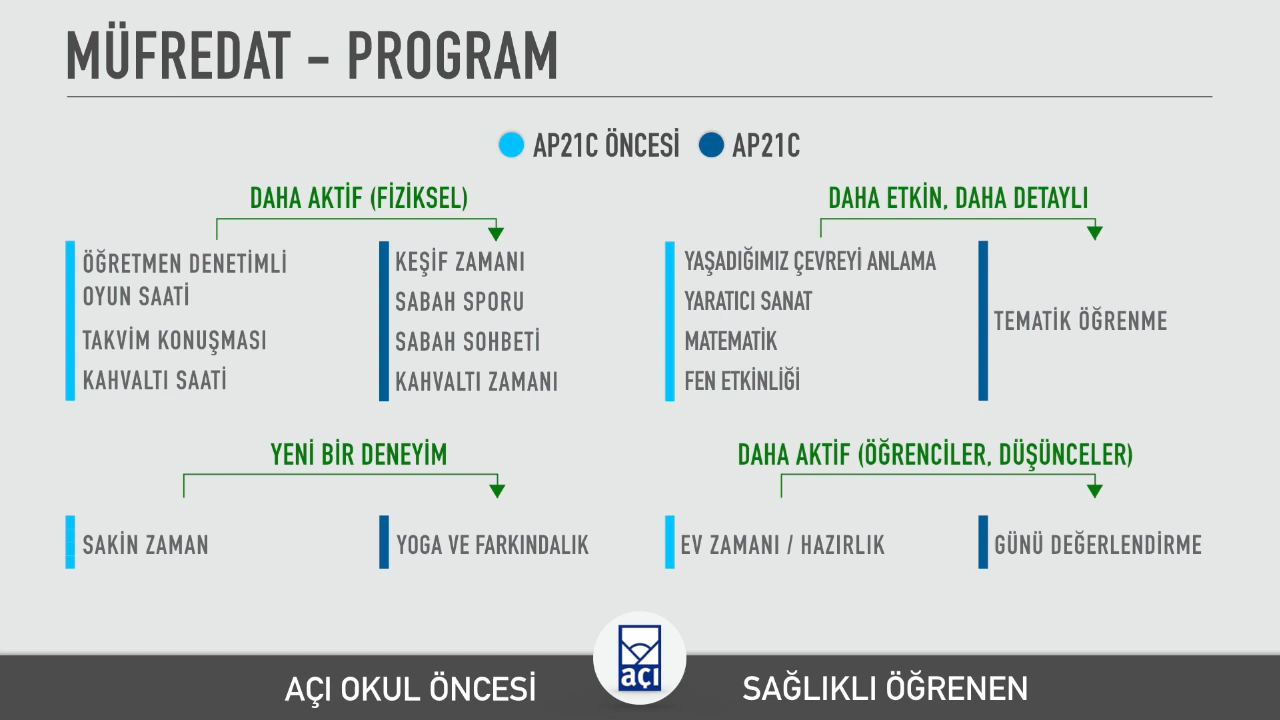 MÜFREDAT - PROGRAM
AP21C ÖNCESİ
AP21C
DAHA AKTİF (FİZİKSEL)
ÖĞRETMEN DENETİMLİ
OYUN SAATİ
TAKVİM KONUŞMASI
KAHVALTI SAATİ
KEŞİF ZAMANI
SABAH SPORU
SABAH SOHBETİ
KAHVALTI ZAMANI
DAHA ETKİN, DAHA DETAYLI
YAŞADIĞIMIZ ÇEVREYİ ANLAMA
YARATICI SANAT
MATEMATİK
FEN ETKİNLİĞİ
TEMATİK ÖĞRENME
YENİ BİR DENEYİM
SAKİN ZAMAN
YOGA VE FARKINDALIK
DAHA AKTİF (ÖĞRENCİLER, DÜŞÜNCELER)
EV ZAMANI / HAZIRLIK
GÜNÜ DEĞERLENDİRME
AÇI OKUL ÖNCESİ
açı
SAĞLIKLI ÖĞRENEN